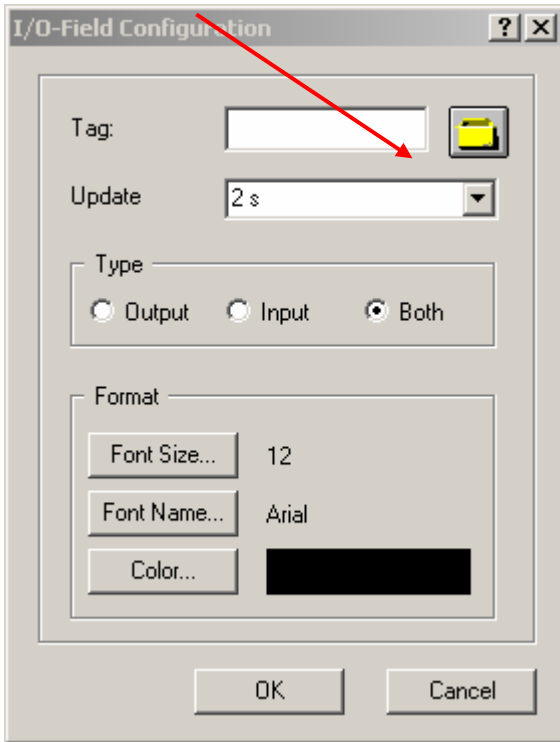 I/O-Field Configuration
Tag:
Update
2 s
Type
Output Input Both
Format
Font Size... 12
Font Name... Arial
Color...
OK Cancel